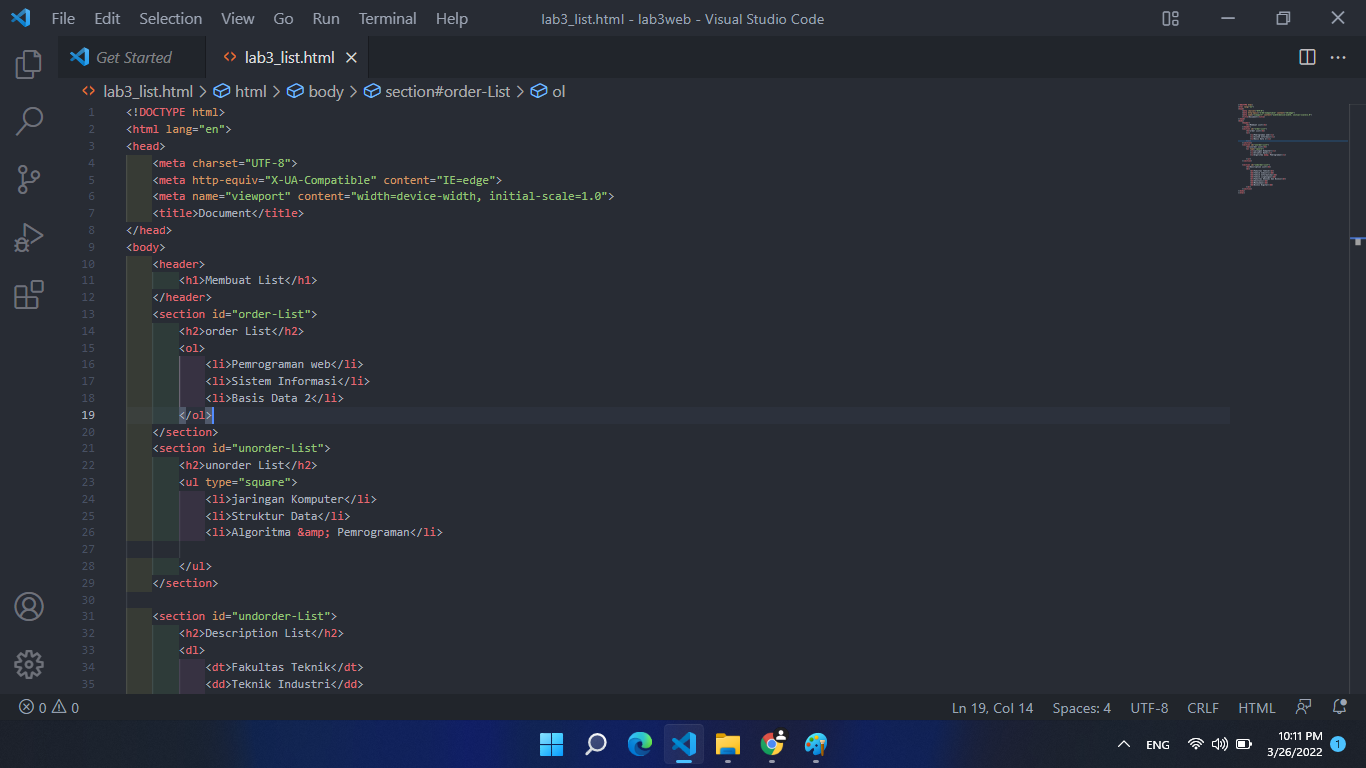 File Edit Selection View Go Run Terminal Help lab3_list.html - lab3web - Visual Studio Code
Get Started lab3_list.html
lab3_list.html > html > body > section#order-List > ol
1 <!DOCTYPE html>
2 <html lang="en">
3 <head>
4 <meta charset="UTF-8">
5 <meta http-equiv="X-UA-Compatible" content="IE=edge">
6 <meta name="viewport" content="width=device-width, initial-scale=1.0">
7 <title>Document</title>
8 </head>
9 <body>
10 <header>
11 <h1>Membuat List</h1>
12 </header>
13 <section id="order-List">
14 <h2>order List</h2>
15 <ol>
16 <li>Pemrograman web</li>
17 <li>Sistem Informasi</li>
18 <li>Basis Data 2</li>
19 </ol>
20 </section>
21 <section id="unorder-List">
22 <h2>unorder List</h2>
23 <ul type="square">
24 <li>jaringan Komputer</li>
25 <li>Struktur Data</li>
26 <li>Algoritma &amp; Pemrograman</li>
27
28 </ul>
29 </section>
30
31 <section id="undorder-List">
32 <h2>Description List</h2>
33 <dl>
34 <dt>Fakultas Teknik</dt>
35 <dd>Teknik Industri</dd>
0 0 Ln 19, Col 14 Spaces: 4 UTF-8 CRLF HTML
ENG 10:11 PM
3/26/2022 1